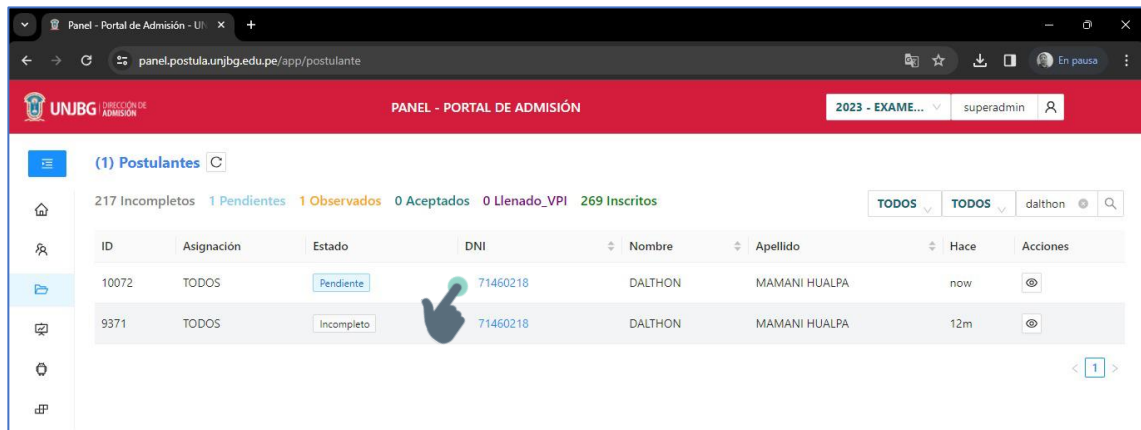 Panel - Portal de Admisión - UN
panel.postula.unjbg.edu.pe/app/postulante
En pausa
UNJBG DIRECCIÓN DE ADMISIÓN
PANEL - PORTAL DE ADMISIÓN
2023 - EXAME... superadmin
(1) Postulantes
217 Incompletos 1 Pendientes 1 Observados 0 Aceptados 0 Llenado_VPI 269 Inscritos
TODOS TODOS dalthon
ID Asignación Estado DNI Nombre Apellido Hace Acciones
10072 TODOS Pendiente 71460218 DALTHON MAMANI HUALPA now
9371 TODOS Incompleto 71460218 DALTHON MAMANI HUALPA 12m
< 1 >